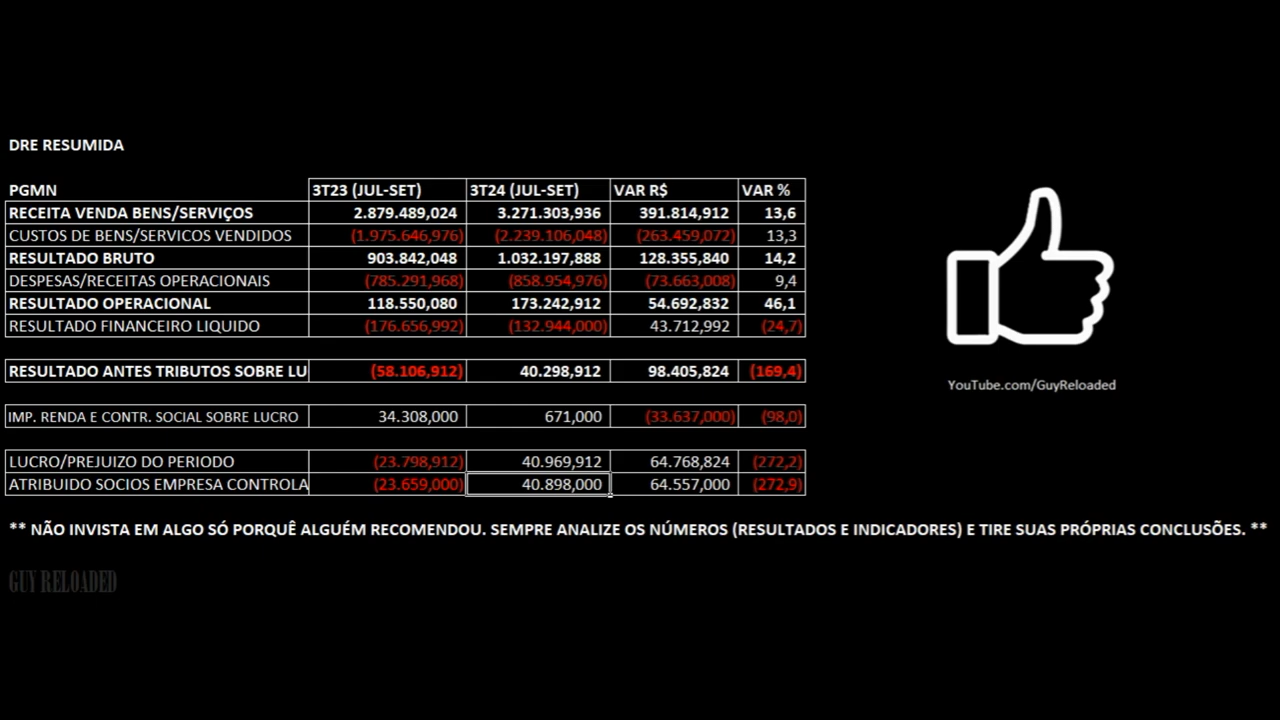 DRE RESUMIDA
PGMN 3T23 (JUL-SET) 3T24 (JUL-SET) VAR R$ VAR %
RECEITA VENDA BENS/SERVIÇOS 2.879.489,024 3.271.303,936 391.814,912 13,6
CUSTOS DE BENS/SERVICOS VENDIDOS (1.975.646,976) (2.239.106,048) (263.459,072) 13,3
RESULTADO BRUTO 903.842,048 1.032.197,888 128.355,840 14,2
DESPESAS/RECEITAS OPERACIONAIS (785.291,968) (858.954,976) (73.663,008) 9,4
RESULTADO OPERACIONAL 118.550,080 173.242,912 54.692,832 46,1
RESULTADO FINANCEIRO LIQUIDO (176.656,992) (132.944,000) 43.712,992 (24,7)
RESULTADO ANTES TRIBUTOS SOBRE LU (58.106,912) 40.298,912 98.405,824 (169,4)
IMP. RENDA E CONTR. SOCIAL SOBRE LUCRO 34.308,000 671,000 (33.637,000) (98,0)
LUCRO/PREJUIZO DO PERIODO (23.798,912) 40.969,912 64.768,824 (272,2)
ATRIBUIDO SOCIOS EMPRESA CONTROLA (23.659,000) 40.898,000 64.557,000 (272,9)
YouTube.com/GuyReloaded
** NÃO INVISTA EM ALGO SÓ PORQUÊ ALGUÉM RECOMENDOU. SEMPRE ANALIZE OS NÚMEROS (RESULTADOS E INDICADORES) E TIRE SUAS PRÓPRIAS CONCLUSÕES. **
GUY RELOADED